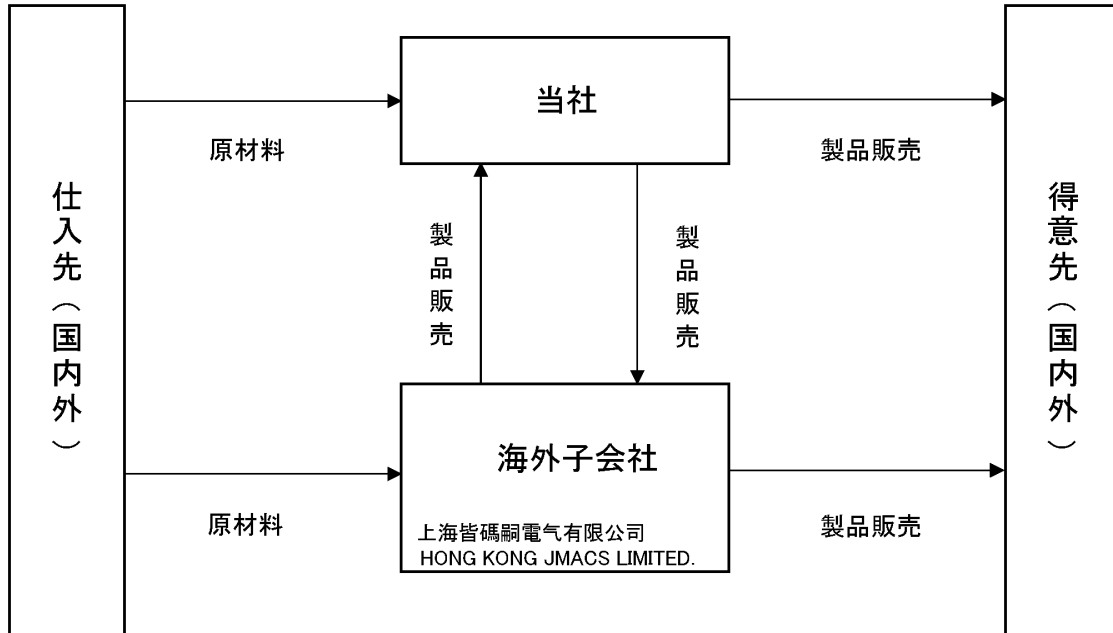 仕入先（国内外）
原材料
当社
製品販売
製品販売
製品販売
原材料
海外子会社
上海皆碼嗣電气有限公司
HONG KONG JMACS LIMITED.
製品販売
得意先（国内外）